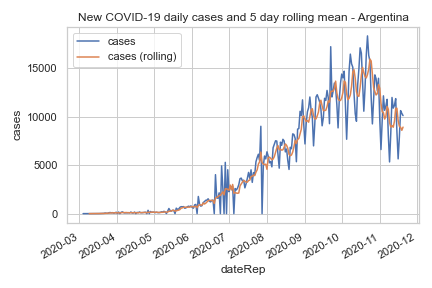 New COVID-19 daily cases and 5 day rolling mean - Argentina
cases
cases (rolling)
15000
10000
5000
0
cases
2020-03
2020-04
2020-05
2020-06
2020-07
2020-08
2020-09
2020-10
2020-11
2020-12
dateRep